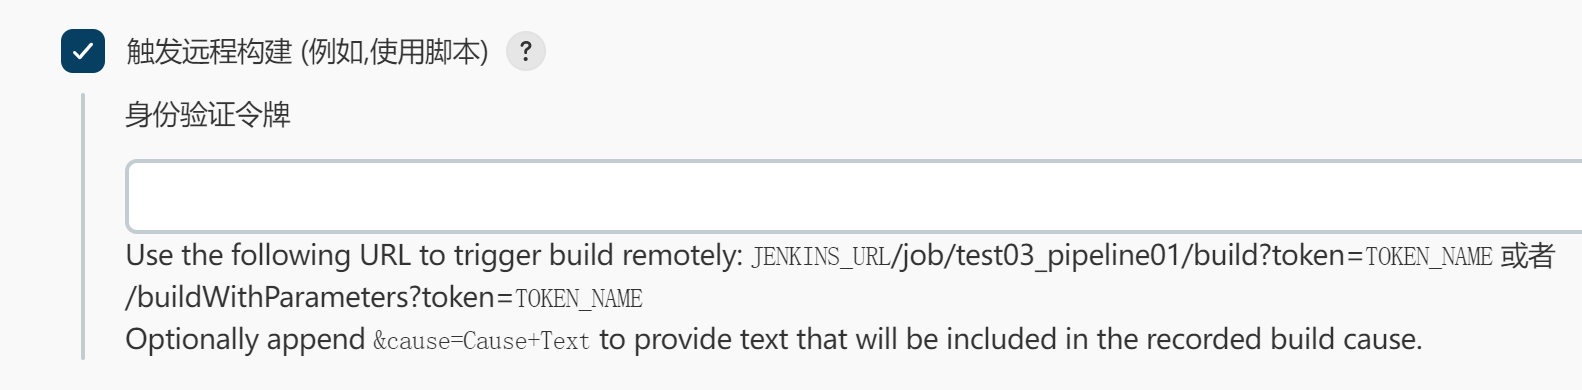 触发远程构建 (例如,使用脚本) ?
身份验证令牌
Use the following URL to trigger build remotely: JENKINS_URL/job/test03_pipeline01/build?token=TOKEN_NAME 或者
/buildWithParameters?token=TOKEN_NAME
Optionally append &cause=Cause+Text to provide text that will be included in the recorded build cause.